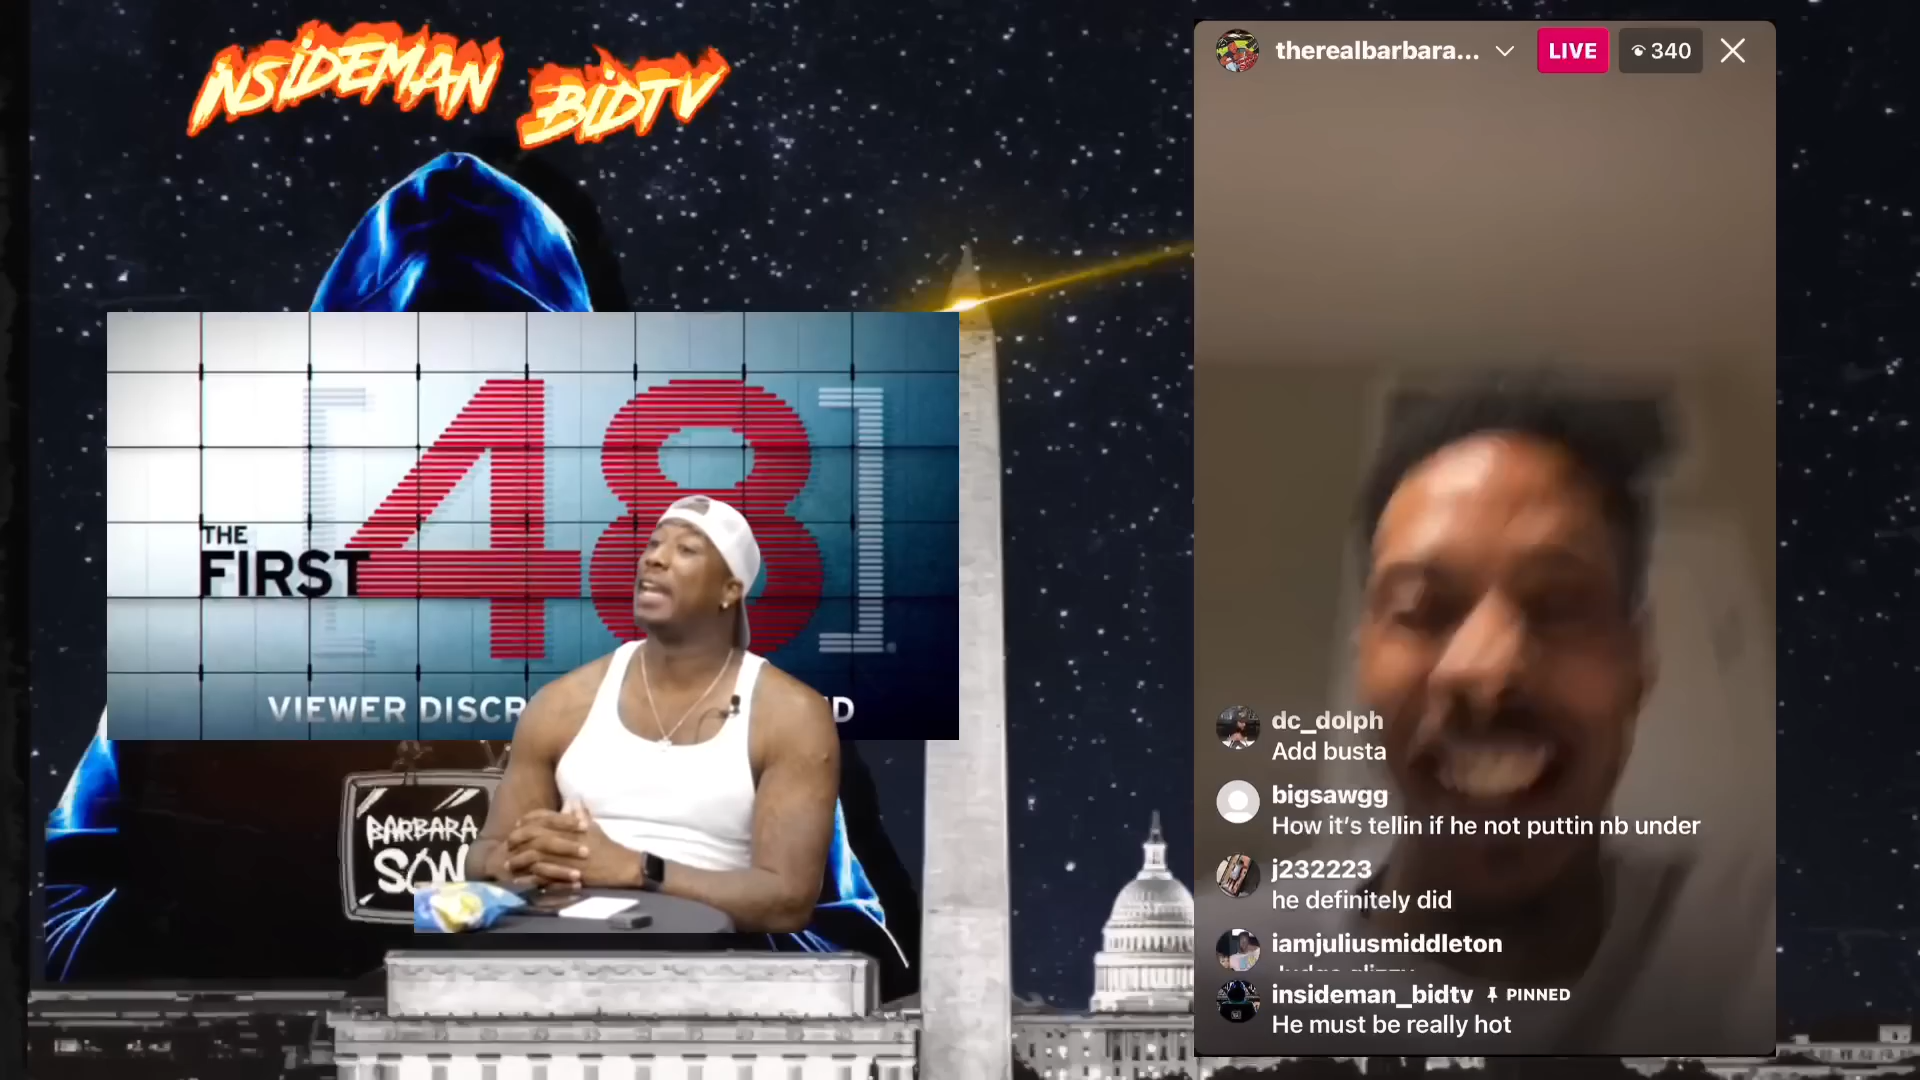 INSIDEMAN
BIDTV
THE
FIRST
[48]
VIEWER DISCR
D
BARBARA
SON
therealbarbara...
LIVE
340
dc_dolph
Add busta
bigsawgg
How it’s tellin if he not puttin nb under
j232223
he definitely did
iamjuliusmiddleton
insideman_bidtv PINNED
He must be really hot